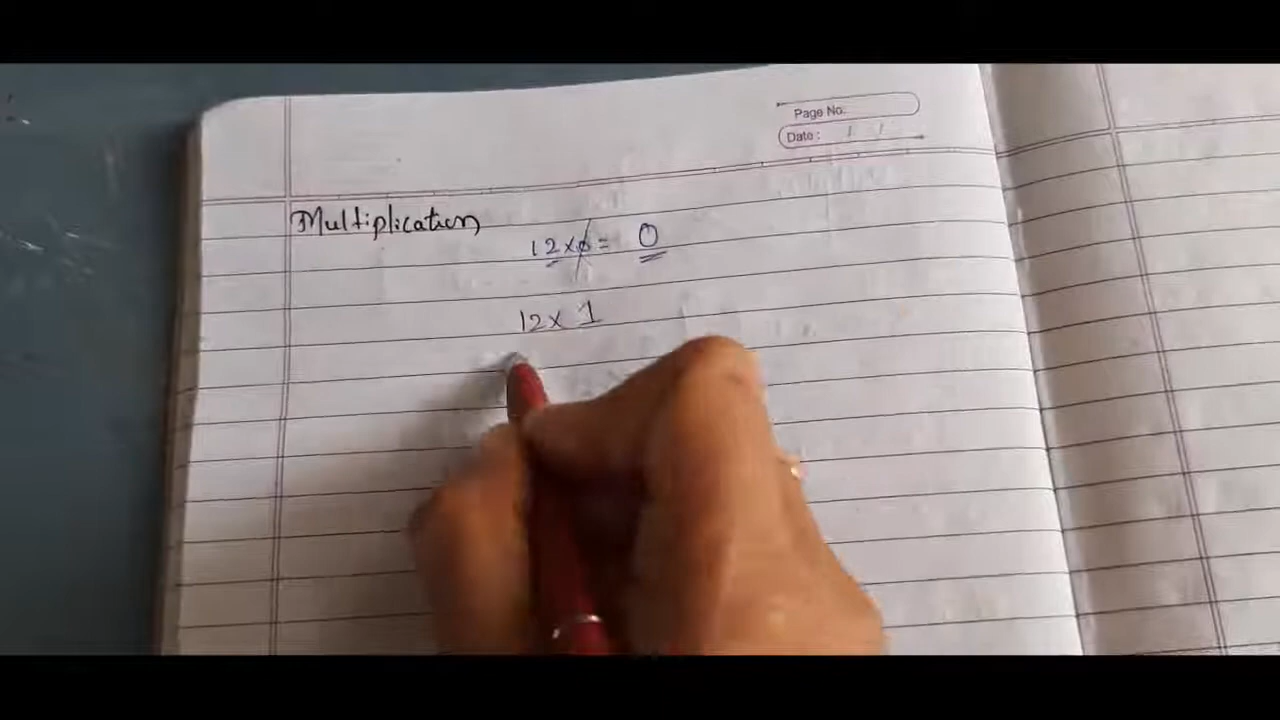 Page No.
Date : / /
Multiplication
12 x 0 = 0
12 x 1